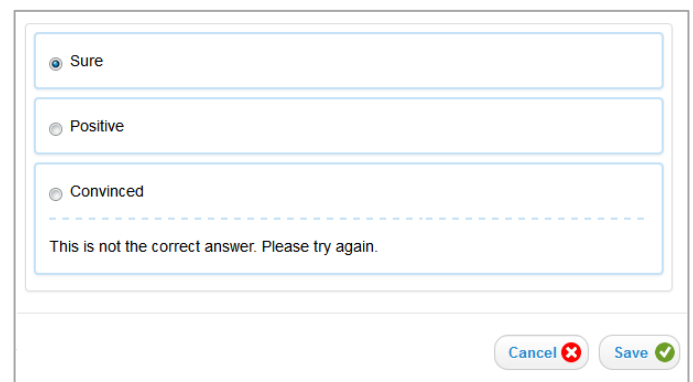 Sure
Positive
Convinced
This is not the correct answer. Please try again.
Cancel Save